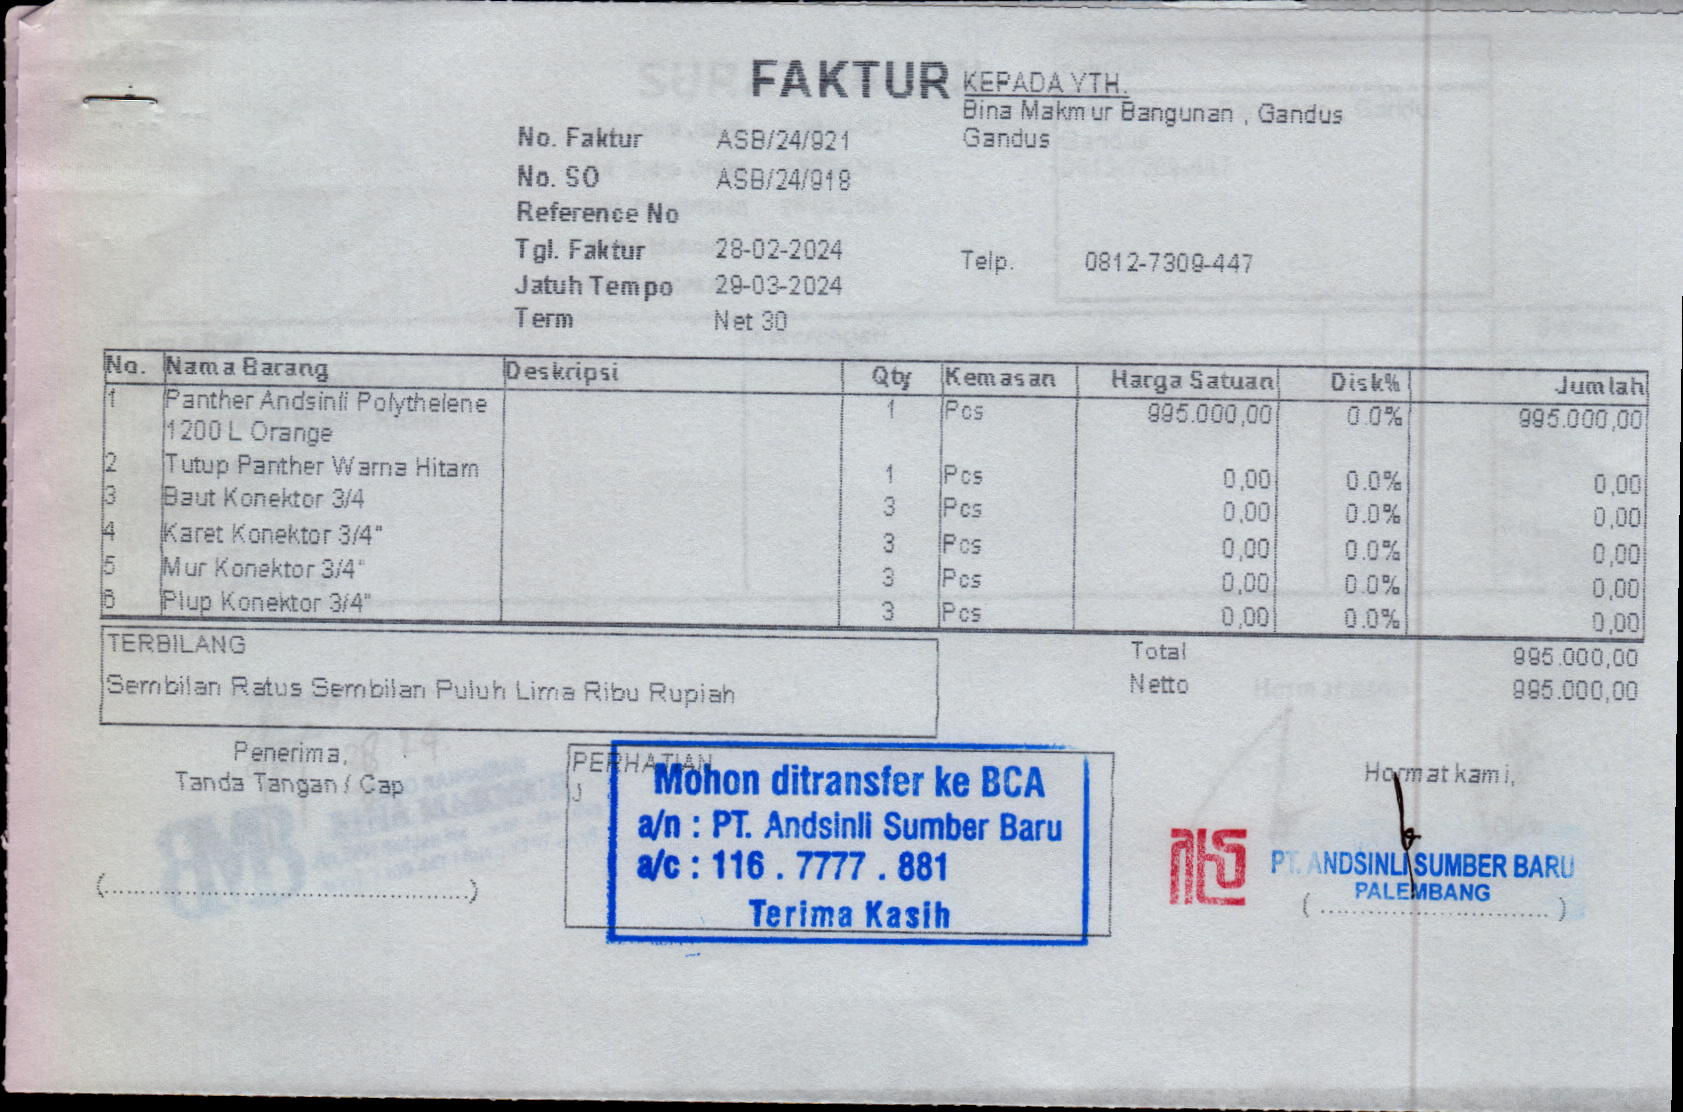 FAKTUR
KEPADA YTH.
Bina Makmur Bangunan , Gandus
Gandus
No. Faktur ASB/24/921
No. SO ASB/24/918
Reference No
Tgl. Faktur 28-02-2024
Telp. 0812-7309-447
Jatuh Tempo 29-03-2024
Term Net 30
No. Nama Barang Deskripsi Qty Kemasan Harga Satuan Disk% Jumlah
1 Panther Andsinli Polythelene 1 Pcs 995.000,00 0.0% 995.000,00
1200 L Orange
2 Tutup Panther Warna Hitam 1 Pcs 0,00 0.0% 0,00
3 Baut Konektor 3/4 3 Pcs 0,00 0.0% 0,00
4 Karet Konektor 3/4" 3 Pcs 0,00 0.0% 0,00
5 Mur Konektor 3/4" 3 Pcs 0,00 0.0% 0,00
6 Plup Konektor 3/4" 3 Pcs 0,00 0.0% 0,00
TERBILANG
Sembilan Ratus Sembilan Puluh Lima Ribu Rupiah
Total 995.000,00
Netto 995.000,00
Penerima,
Tanda Tangan / Cap
(........................................)
PERHATIAN
J
Mohon ditransfer ke BCA
a/n : PT. Andsinli Sumber Baru
a/c : 116 . 7777 . 881
Terima Kasih
Hormat kami,
PT. ANDSINLI SUMBER BARU
PALEMBANG
(............................)